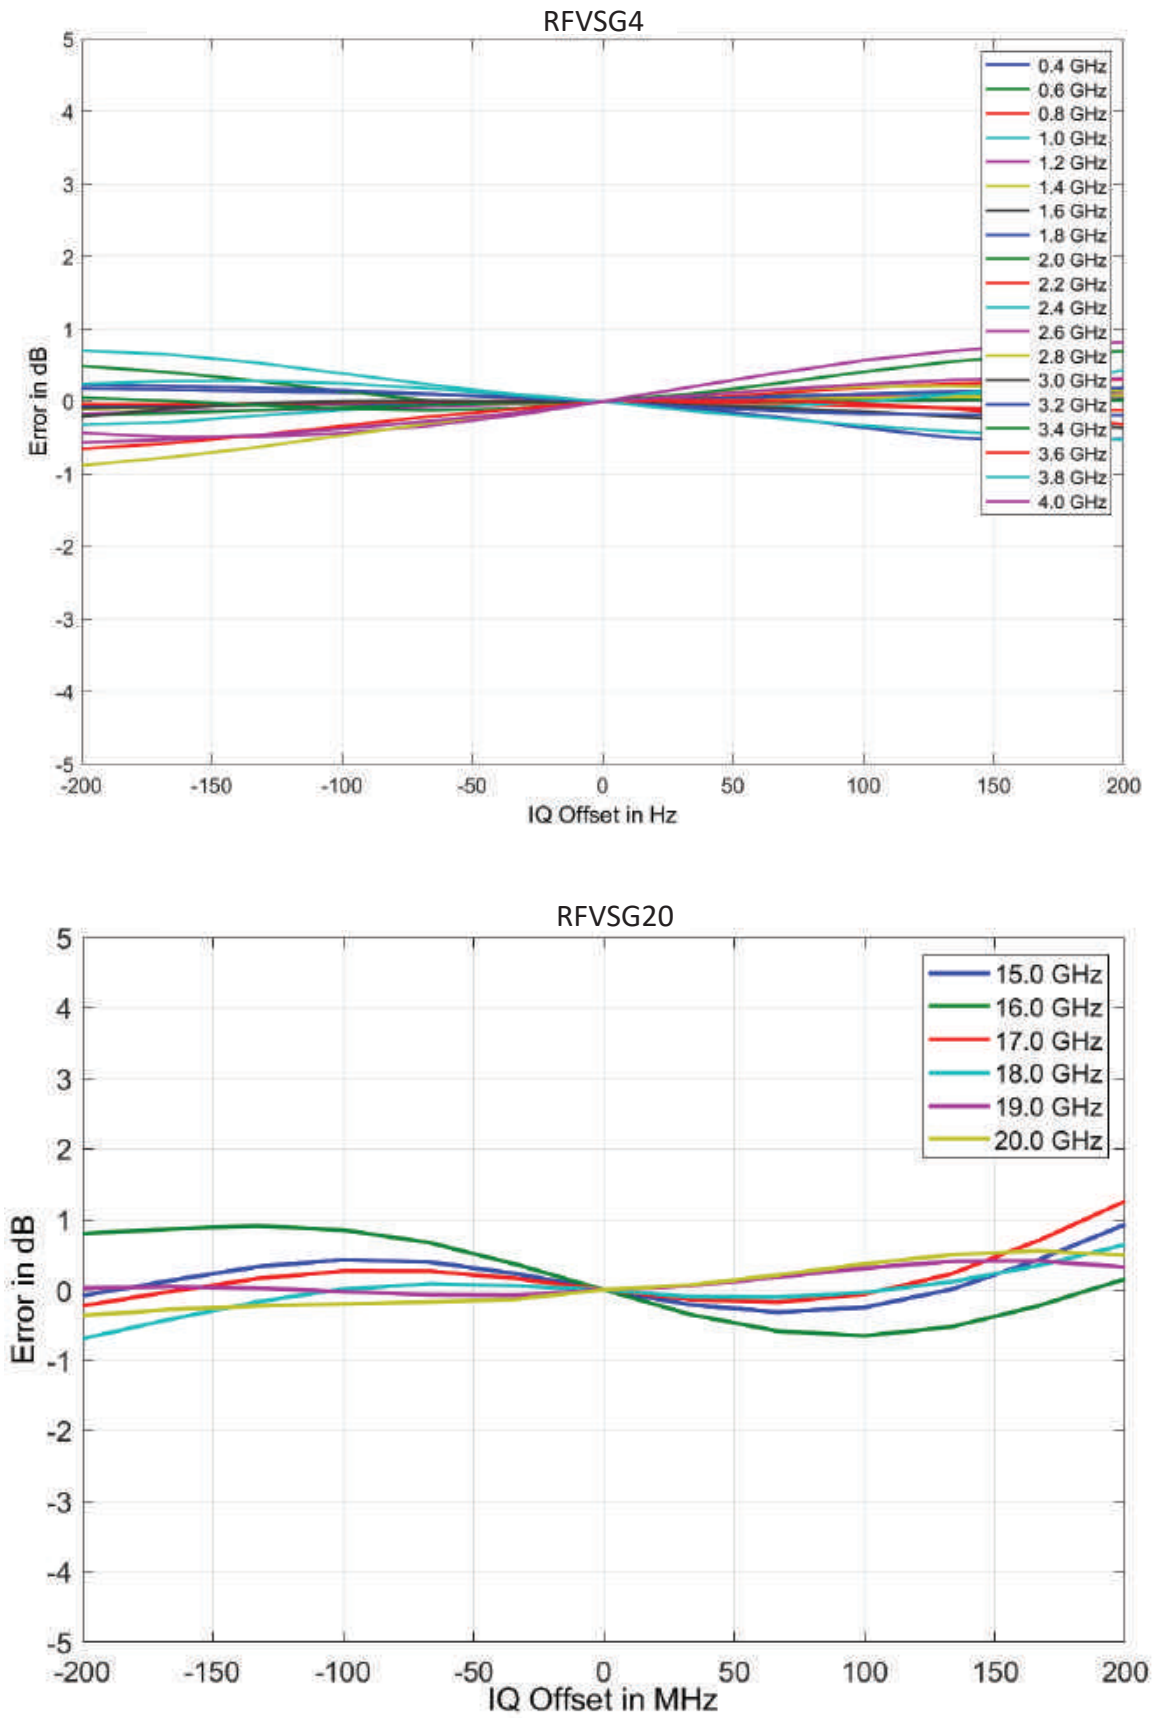 RFVSG4
5
4
3
2
1
0
-1
-2
-3
-4
-5
Error in dB
0.4 GHz
0.6 GHz
0.8 GHz
1.0 GHz
1.2 GHz
1.4 GHz
1.6 GHz
1.8 GHz
2.0 GHz
2.2 GHz
2.4 GHz
2.6 GHz
2.8 GHz
3.0 GHz
3.2 GHz
3.4 GHz
3.6 GHz
3.8 GHz
4.0 GHz
-200 -150 -100 -50 0 50 100 150 200
IQ Offset in Hz
RFVSG20
5
4
3
2
1
0
-1
-2
-3
-4
-5
Error in dB
15.0 GHz
16.0 GHz
17.0 GHz
18.0 GHz
19.0 GHz
20.0 GHz
-200 -150 -100 -50 0 50 100 150 200
IQ Offset in MHz